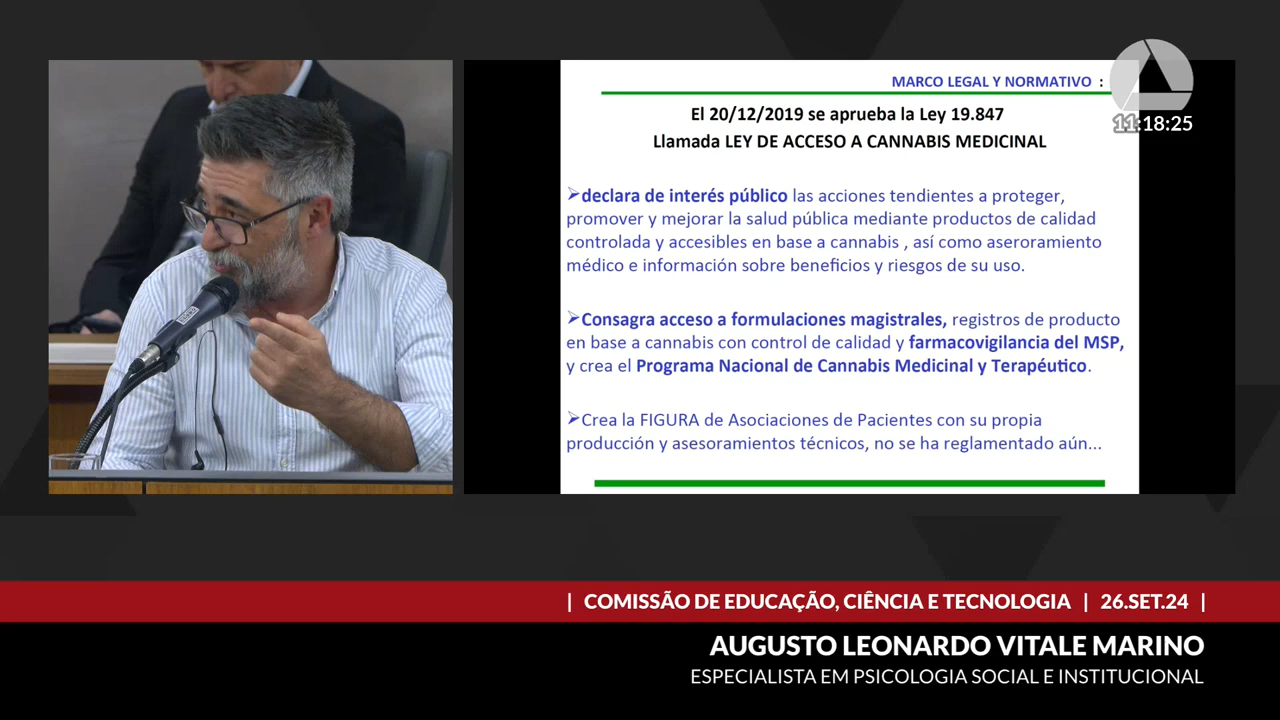 MARCO LEGAL Y NORMATIVO :
11:18:25
El 20/12/2019 se aprueba la Ley 19.847
Llamada LEY DE ACCESO A CANNABIS MEDICINAL
➢declara de interés público las acciones tendientes a proteger,
promover y mejorar la salud pública mediante productos de calidad
controlada y accesibles en base a cannabis , así como aseroramiento
médico e información sobre beneficios y riesgos de su uso.
➢Consagra acceso a formulaciones magistrales, registros de producto
en base a cannabis con control de calidad y farmacovigilancia del MSP,
y crea el Programa Nacional de Cannabis Medicinal y Terapéutico.
➢Crea la FIGURA de Asociaciones de Pacientes con su propia
producción y asesoramientos técnicos, no se ha reglamentado aún...
| COMISSÃO DE EDUCAÇÃO, CIÊNCIA E TECNOLOGIA | 26.SET.24 |
AUGUSTO LEONARDO VITALE MARINO
ESPECIALISTA EM PSICOLOGIA SOCIAL E INSTITUCIONAL